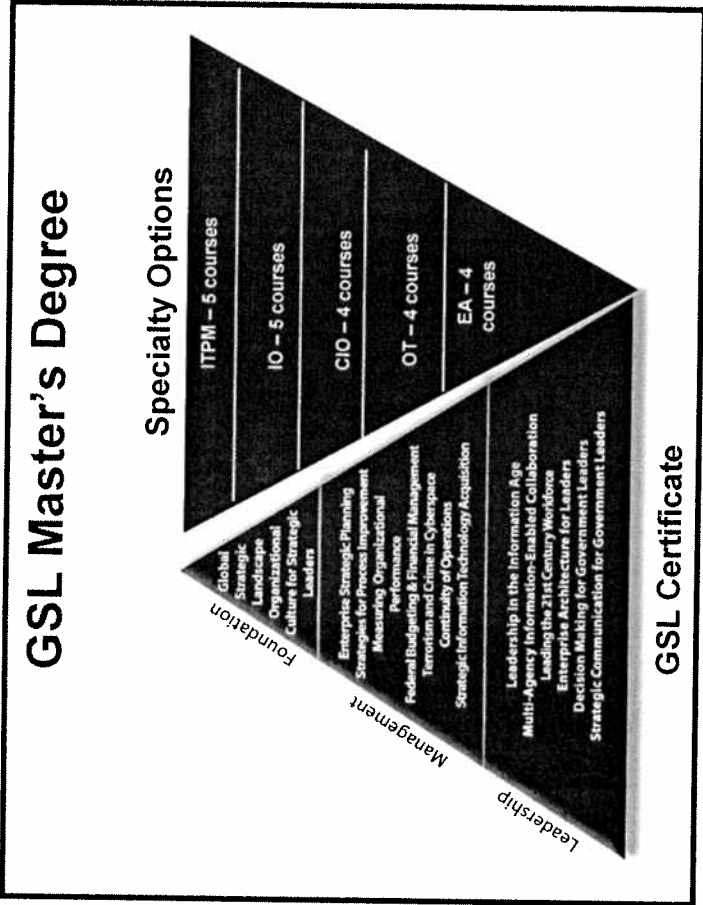 GSL Master's Degree
Specialty Options
ITPM – 5 courses
IO – 5 courses
CIO – 4 courses
OT – 4 courses
EA – 4
courses
Foundation
Global
Strategic
Landscape
Organizational
Culture for Strategic
Leaders
Management
Enterprise Strategic Planning
Strategies for Process Improvement
Measuring Organizational
Performance
Federal Budgeting & Financial Management
Terrorism and Crime in Cyberspace
Continuity of Operations
Strategic Information Technology Acquisition
Leadership
Leadership in the Information Age
Multi-Agency Information-Enabled Collaboration
Leading the 21st Century Workforce
Enterprise Architecture for Leaders
Decision Making for Government Leaders
Strategic Communication for Government Leaders
GSL Certificate